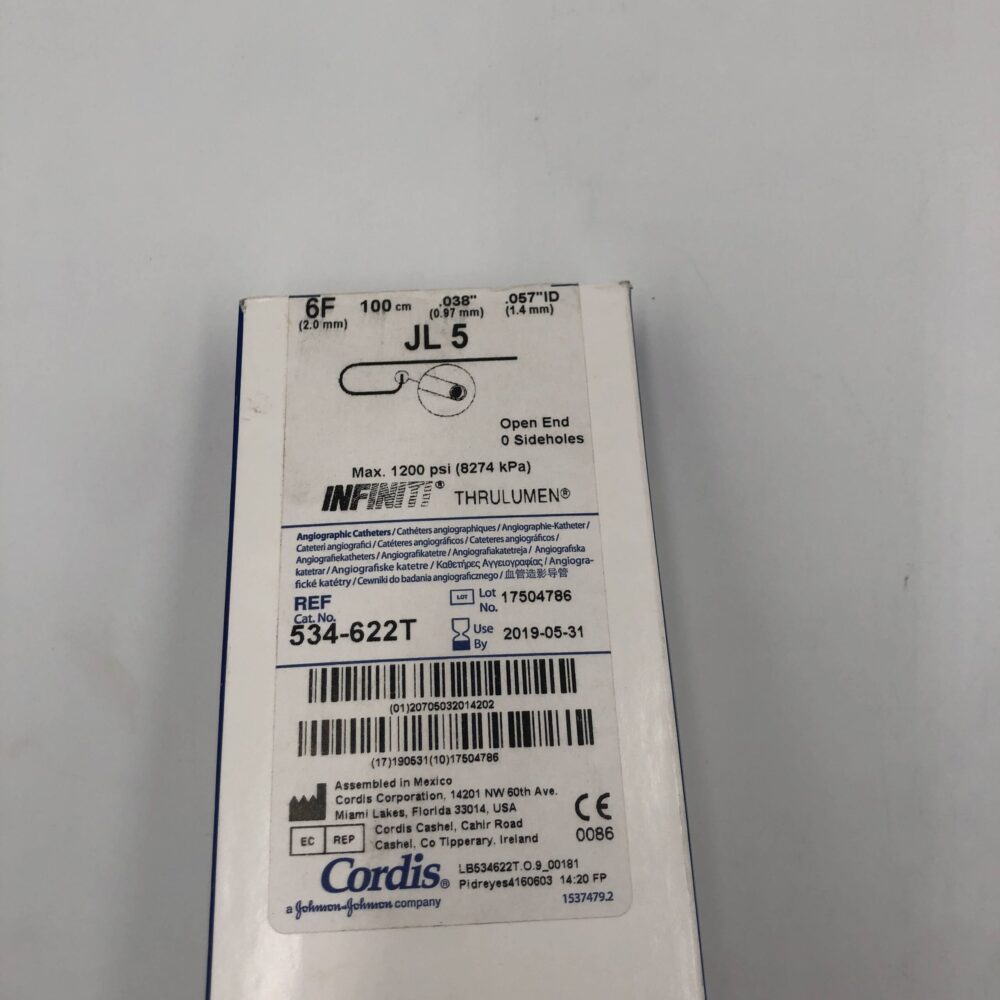 6F 100 cm .038" .057"ID
(2.0 mm) (0.97 mm) (1.4 mm)
JL 5
Open End
0 Sideholes
Max. 1200 psi (8274 kPa)
INFINITI® THRULUMEN®
Angiographic Catheters / Cathéters angiographiques / Angiographie-Katheter /
Cateteri angiografici / Catéteres angiográficos / Cateteres angiográficos /
Angiografiekatheters / Angiografikatetre / Angiografiakatetreja / Angiografiska
katetrar / Angiografiske katetre / Καθετήρες Αγγειογραφίας / Angiogra-
fické katétry / Cewniki do badania angiograficznego / 血管造影导管
REF
Cat. No.
534-622T
LOT Lot No. 17504786
Use By 2019-05-31
(01)20705032014202
(17)190531(10)17504786
Assembled in Mexico
Cordis Corporation, 14201 NW 60th Ave.
Miami Lakes, Florida 33014, USA
EC REP Cordis Cashel, Cahir Road
Cashel, Co Tipperary, Ireland
CE
0086
Cordis®
a Johnson & Johnson company
LB534622T.O.9_00181
Pidreyes4160603 14:20 FP
1537479.2